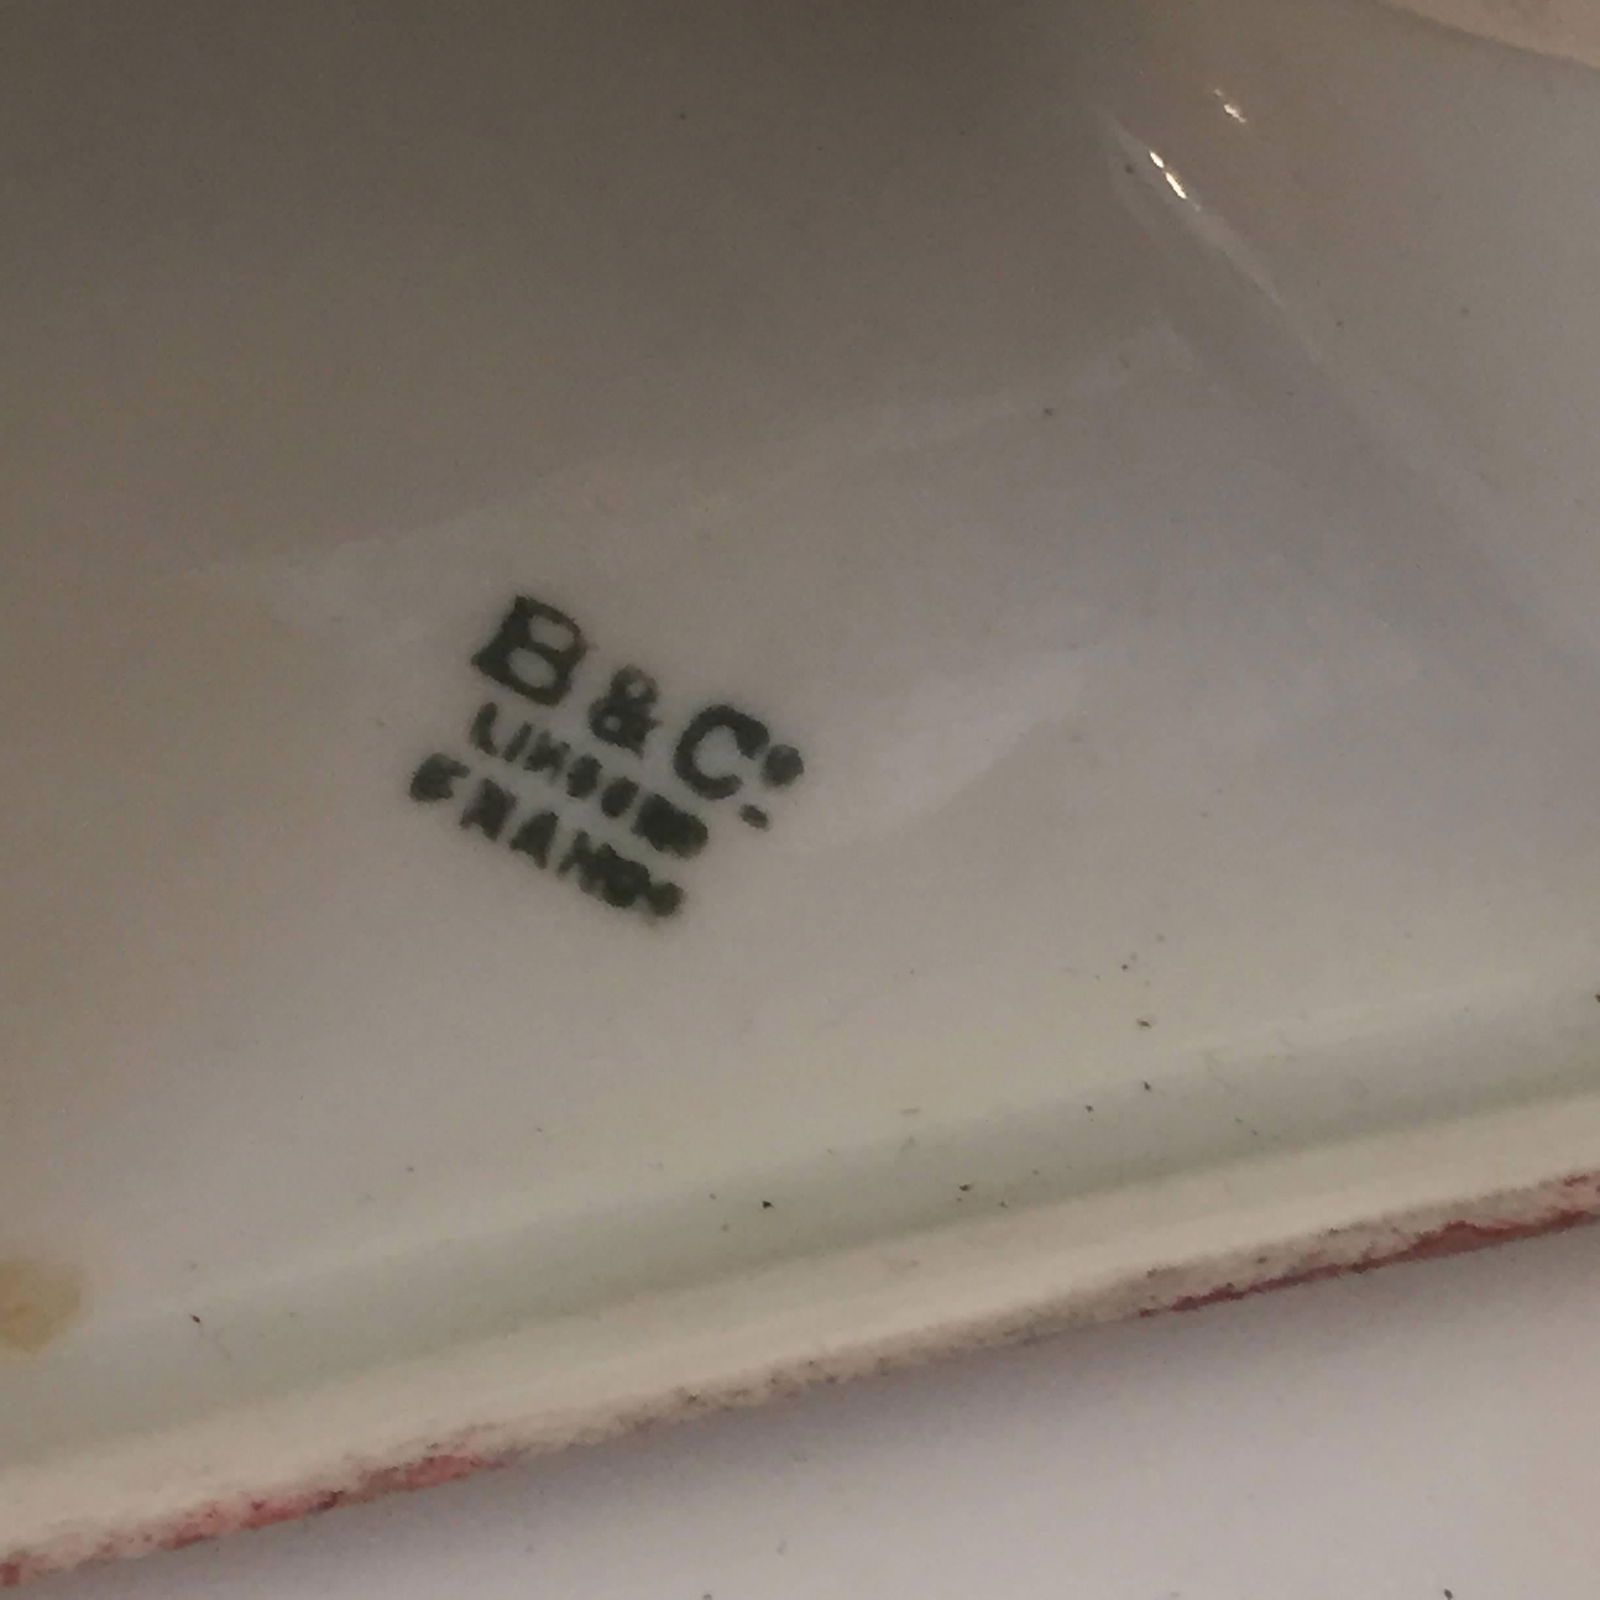 B & Co
LIMOGES
FRANCE